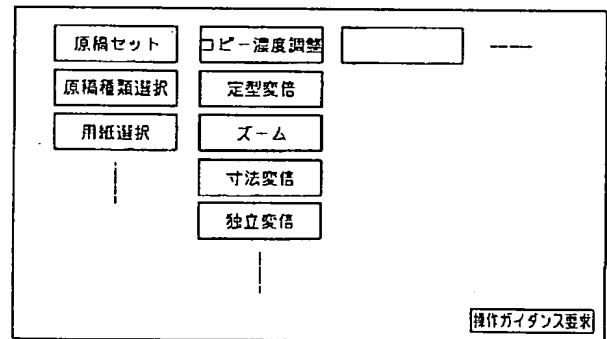 原稿セット
コピー濃度調整
原稿種類選択
定型変倍
用紙選択
ズーム
寸法変倍
独立変倍
操作ガイダンス要求